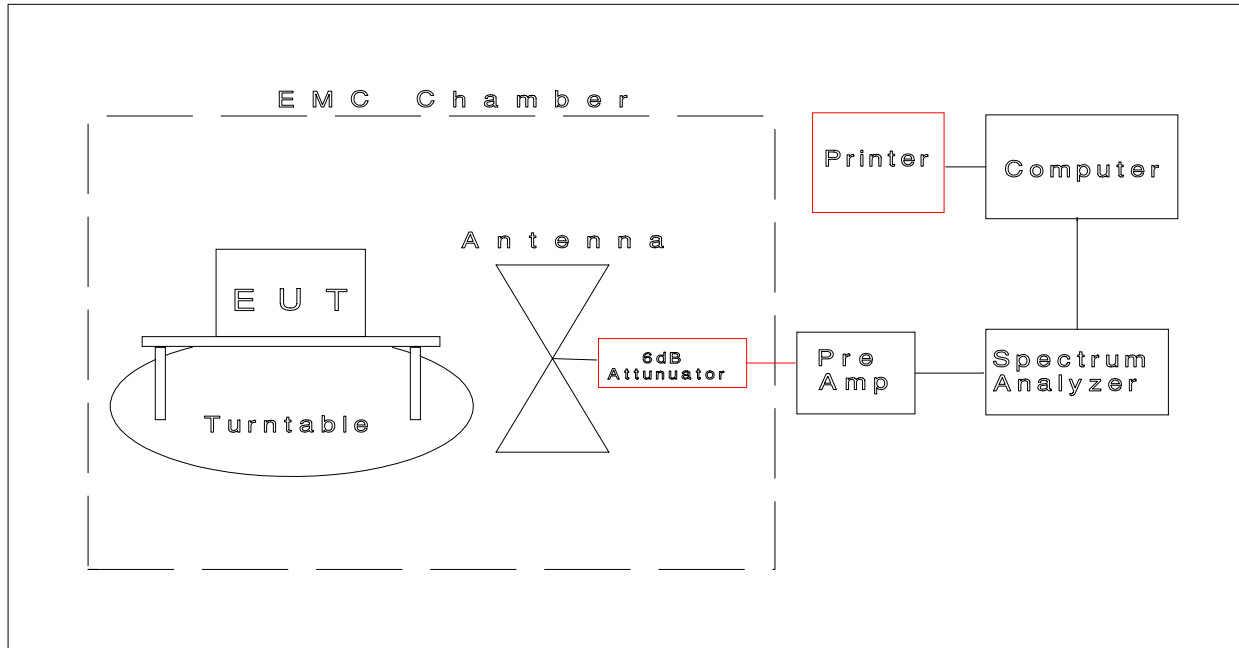 EMC Chamber
Printer
Computer
Antenna
EUT
6dB
Attunuator
Pre
Amp
Spectrum
Analyzer
Turntable